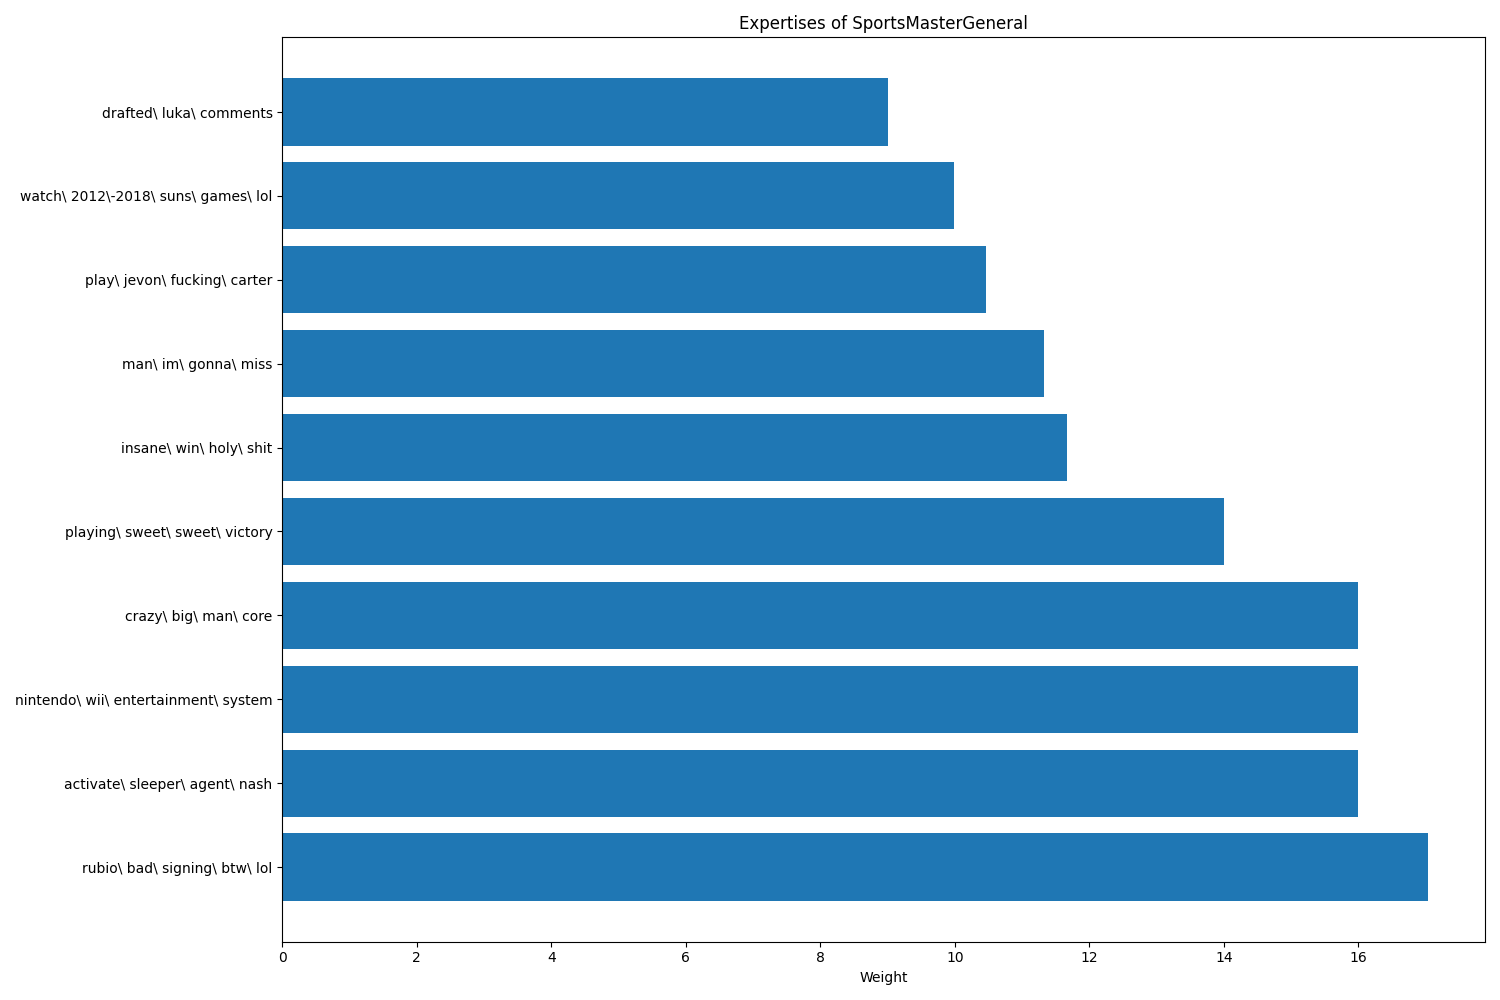 Expertises of SportsMasterGeneral
drafted\ luka\ comments
watch\ 2012\-2018\ suns\ games\ lol
play\ jevon\ fucking\ carter
man\ im\ gonna\ miss
insane\ win\ holy\ shit
playing\ sweet\ sweet\ victory
crazy\ big\ man\ core
nintendo\ wii\ entertainment\ system
activate\ sleeper\ agent\ nash
rubio\ bad\ signing\ btw\ lol
0 2 4 6 8 10 12 14 16
Weight